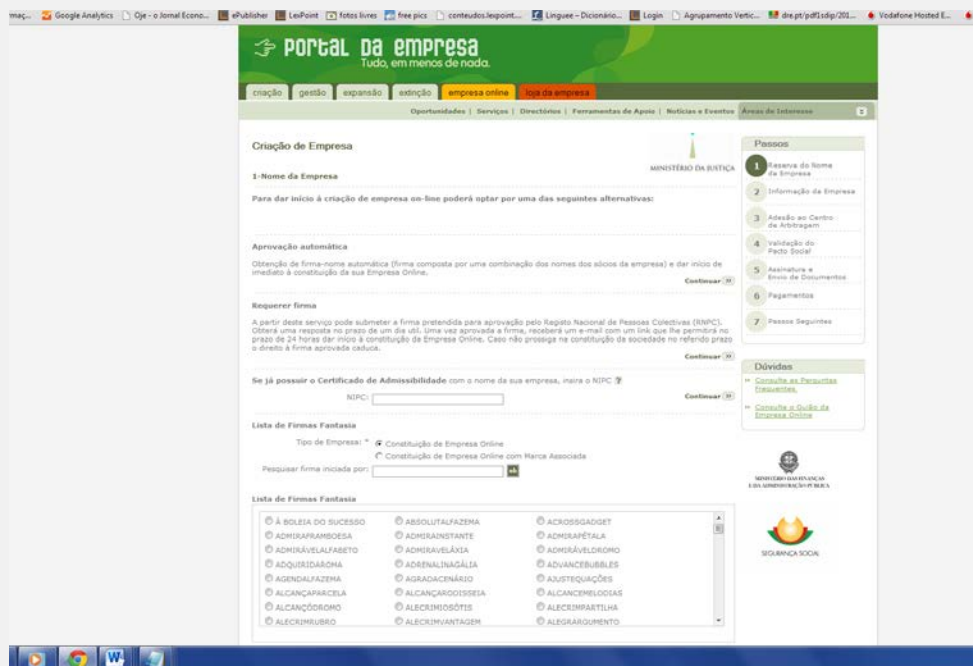 rmaç...
Google Analytics
Oje - o Jornal Econo...
ePublisher
LexPoint
fotos livres
free pics
conteudos.lexpoint....
Linguee – Dicionário...
Login
Agrupamento Vertic...
dre.pt/pdf1sdip/201...
Vodafone Hosted E...
PORTAL DA EMPRESA
Tudo, em menos de nada.
criação
gestão
expansão
extinção
empresa online
loja da empresa
Oportunidades | Serviços | Directórios | Ferramentas de Apoio | Notícias e Eventos
Áreas de Interesse
Criação de Empresa
MINISTÉRIO DA JUSTIÇA
1-Nome da Empresa
Para dar início à criação de empresa on-line poderá optar por uma das seguintes alternativas:
Aprovação automática
Obtenção de firma-nome automática (firma composta por uma combinação dos nomes dos sócios da empresa) e dar início de
imediato à constituição da sua Empresa Online.
Continuar
Requerer firma
A partir deste serviço pode submeter a firma pretendida para aprovação pelo Registo Nacional de Pessoas Colectivas (RNPC).
Obterá uma resposta no prazo de um dia util. Uma vez aprovada a firma, receberá um e-mail com um link que lhe permitirá no
prazo de 24 horas dar inicio à constituição da Empresa Online. Caso não prossiga na constituição da sociedade no referido prazo
o direito à firma aprovada caduca.
Continuar
Se já possuir o Certificado de Admissibilidade com o nome da sua empresa, insira o NIPC ?
NIPC:
Continuar
Lista de Firmas Fantasia
Tipo de Empresa: * Constituição de Empresa Online
Constituição de Empresa Online com Marca Associada
Pesquisar firma iniciada por:
Lista de Firmas Fantasia
À BOLEIA DO SUCESSO ABSOLUTALFAZEMA ACROSSGADGET
ADMIRAFRAMBOESA ADMIRAINSTANTE ADMIRAPÉTALA
ADMIRÁVELALFABETO ADMIRAVELÁXIA ADMIRÁVELDROMO
ADQUIRIDAROMA ADRENALINAGÁLIA ADVANCEBUBBLES
AGENDALFAZEMA AGRADACENÁRIO AJUSTEQUAÇÕES
ALCANÇAPARCELA ALCANÇARODISSEIA ALCANCEMELODIAS
ALCANÇÓDROMO ALECRIMIOSÓTIS ALECRIMPARTILHA
ALECRIMRUBRO ALECRIMVANTAGEM ALEGRARGUMENTO
Passos
1 Reserva do Nome
da Empresa
2 Informação da Empresa
3 Adesão ao Centro
de Arbitragem
4 Validação do
Pacto Social
5 Assinatura e
Envio de Documentos
6 Pagamentos
7 Passos Seguintes
Dúvidas
Consulte as Perguntas
Frequentes.
Consulte o Guião da
Empresa Online
MINISTÉRIO DAS FINANÇAS
E DA ADMINISTRAÇÃO PÚBLICA
SEGURANÇA SOCIAL